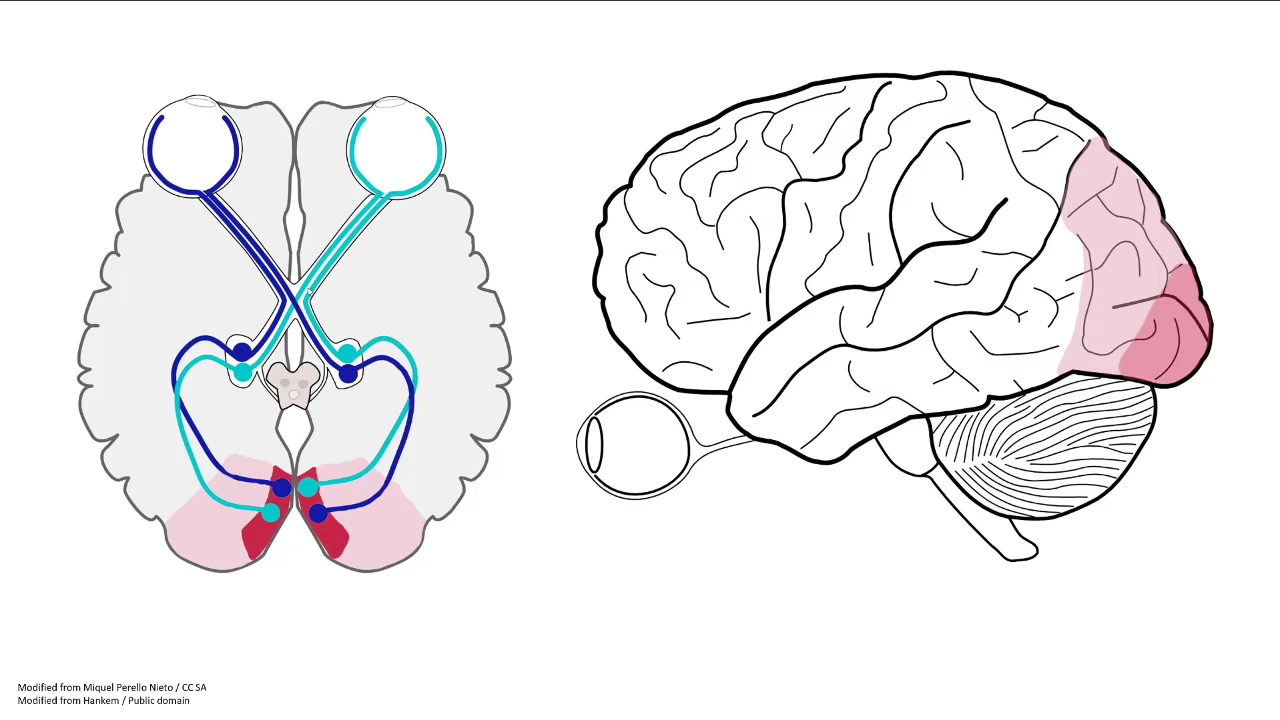 Modified from Miquel Perello Nieto / CC SA
Modified from Hankem / Public domain